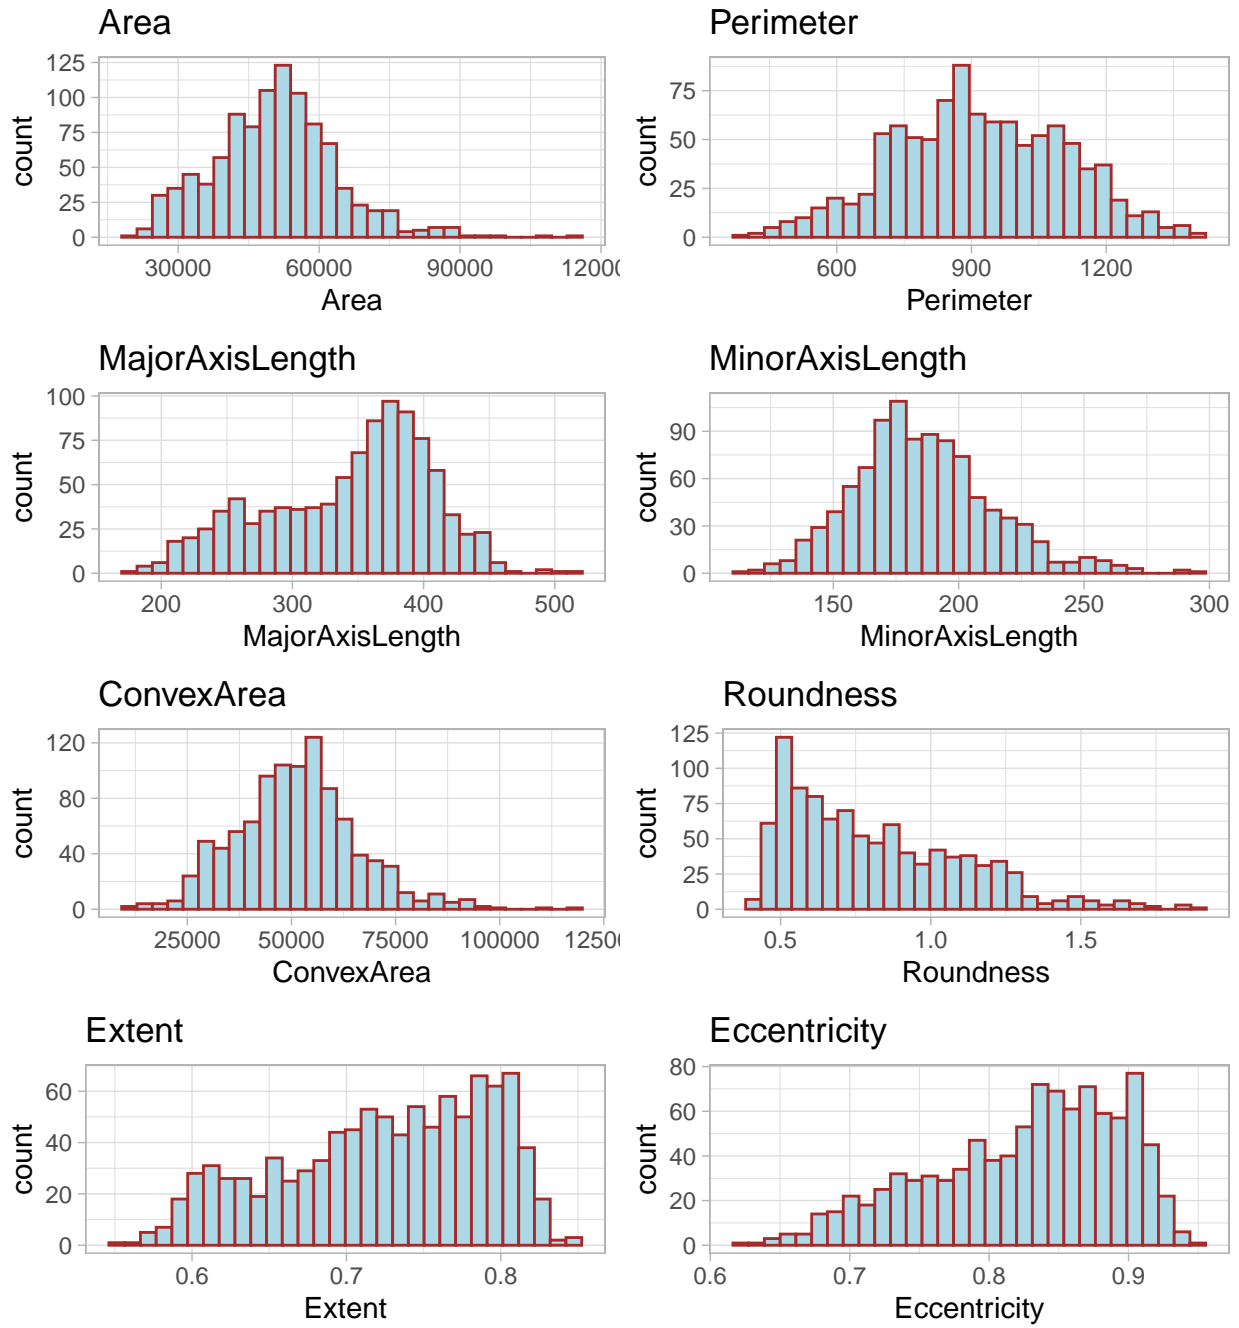 Area
Perimeter
count
125
100
75
50
25
0
30000 60000 90000 12000
Area
count
75
50
25
0
600 900 1200
Perimeter
MajorAxisLength
MinorAxisLength
count
100
75
50
25
0
200 300 400 500
MajorAxisLength
count
90
60
30
0
150 200 250 300
MinorAxisLength
ConvexArea
Roundness
count
120
80
40
0
25000 50000 75000 100000 12500
ConvexArea
count
125
100
75
50
25
0
0.5 1.0 1.5
Roundness
Extent
Eccentricity
count
60
40
20
0
0.6 0.7 0.8
Extent
count
80
60
40
20
0
0.6 0.7 0.8 0.9
Eccentricity